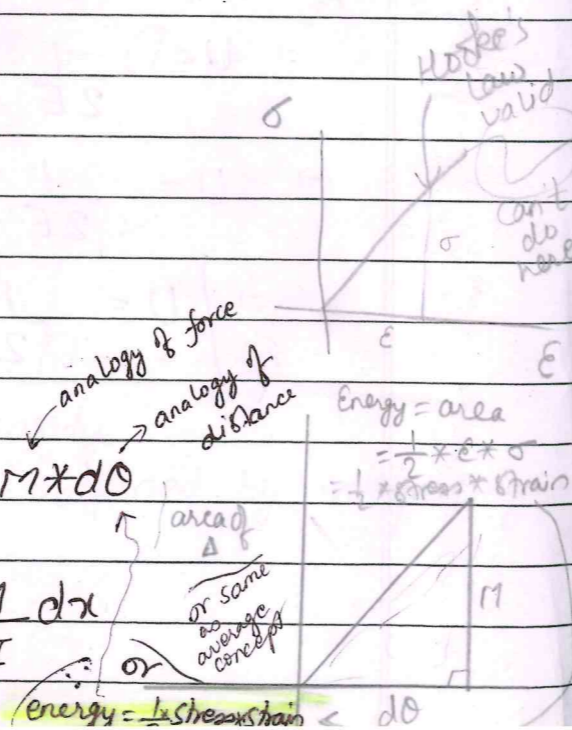 Hooke's
law
valid
σ
can't
do
here
σ
ε
ε
analogy of force
analogy of
distance
M*dθ
Energy = area
= 1/2 * ε * σ
= 1/2 * stress * strain
area of
Δ
or same
as
average
concept
M
dx
or
energy = 1/2 * stress * strain
dθ